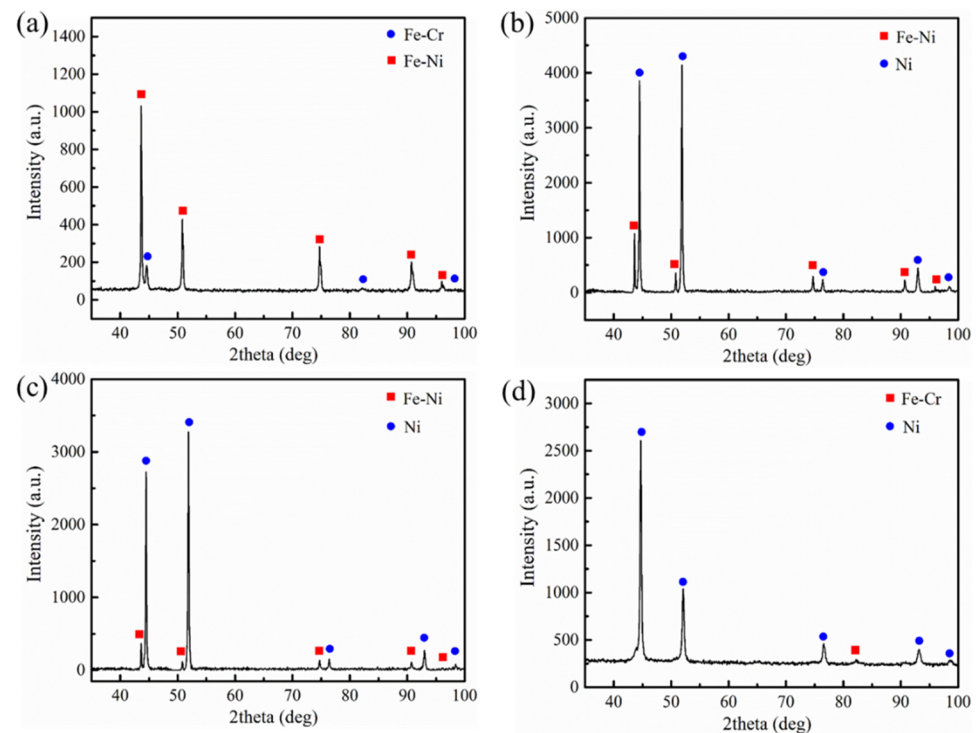 (a)
Fe-Cr
Fe-Ni
1400
1200
1000
800
600
400
200
0
Intensity (a.u.)
40 50 60 70 80 90 100
2theta (deg)
(b)
Fe-Ni
Ni
5000
4000
3000
2000
1000
0
Intensity (a.u.)
40 50 60 70 80 90 100
2theta (deg)
(c)
Fe-Ni
Ni
4000
3000
2000
1000
0
Intensity (a.u.)
40 50 60 70 80 90 100
2theta (deg)
(d)
Fe-Cr
Ni
3000
2500
2000
1500
1000
500
0
Intensity (a.u.)
40 50 60 70 80 90 100
2theta (deg)